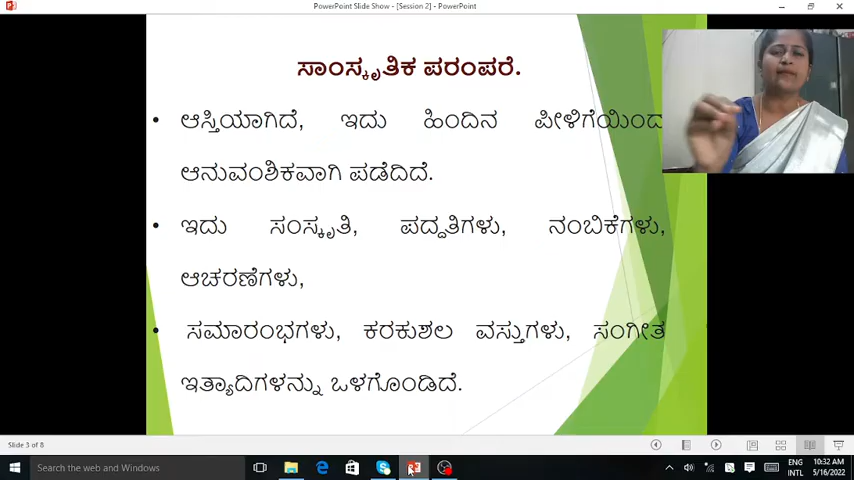 PowerPoint Slide Show - [Session 2] - PowerPoint
ಸಾಂಸ್ಕೃತಿಕ ಪರಂಪರೆ.
• ಆಸ್ತಿಯಾಗಿದೆ, ಇದು ಹಿಂದಿನ ಪೀಳಿಗೆಯಿಂದ
ಆನುವಂಶಿಕವಾಗಿ ಪಡೆದಿದೆ.
• ಇದು ಸಂಸ್ಕೃತಿ, ಪದ್ದತಿಗಳು, ನಂಬಿಕೆಗಳು,
ಆಚರಣೆಗಳು,
• ಸಮಾರಂಭಗಳು, ಕರಕುಶಲ ವಸ್ತುಗಳು, ಸಂಗೀತ
ಇತ್ಯಾದಿಗಳನ್ನು ಒಳಗೊಂಡಿದೆ.
Slide 3 of 8
Search the web and Windows
ENG
INTL
10:32 AM
5/16/2022